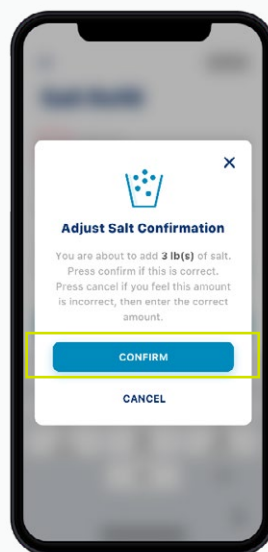 Adjust Salt Confirmation
You are about to add 3 lb(s) of salt.
Press confirm if this is correct.
Press cancel if you feel this amount
is incorrect, then enter the correct
amount.
CONFIRM
CANCEL